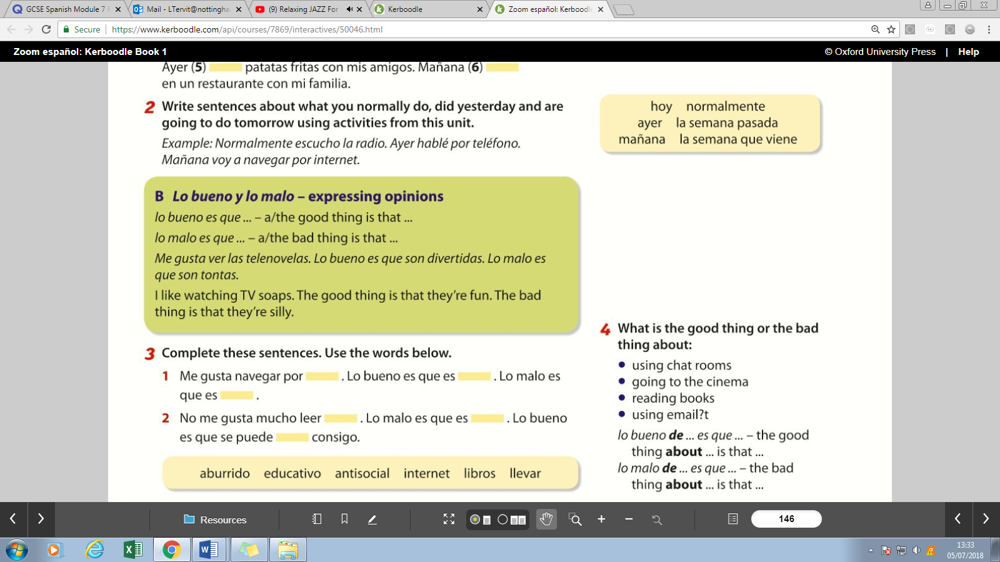 GCSE Spanish Module 7 F
Mail - LTervit@nottingha
(9) Relaxing JAZZ For
Kerboodle
Zoom español: Kerboodle
Secure
https://www.kerboodle.com/api/courses/7869/interactives/50046.html
Zoom español: Kerboodle Book 1
© Oxford University Press | Help
Ayer (5) patatas fritas con mis amigos. Mañana (6)
en un restaurante con mi familia.
2 Write sentences about what you normally do, did yesterday and are
going to do tomorrow using activities from this unit.
Example: Normalmente escucho la radio. Ayer hablé por teléfono.
Mañana voy a navegar por internet.
hoy normalmente
ayer la semana pasada
mañana la semana que viene
B Lo bueno y lo malo – expressing opinions
lo bueno es que ... – a/the good thing is that ...
lo malo es que ... – a/the bad thing is that ...
Me gusta ver las telenovelas. Lo bueno es que son divertidas. Lo malo es
que son tontas.
I like watching TV soaps. The good thing is that they're fun. The bad
thing is that they're silly.
3 Complete these sentences. Use the words below.
1 Me gusta navegar por . Lo bueno es que es . Lo malo es
que es .
2 No me gusta mucho leer . Lo malo es que es . Lo bueno
es que se puede consigo.
aburrido educativo antisocial internet libros llevar
4 What is the good thing or the bad
thing about:
• using chat rooms
• going to the cinema
• reading books
• using email?t
lo bueno de ... es que ... – the good
thing about ... is that ...
lo malo de ... es que ... – the bad
thing about ... is that ...
Resources
146
13:33
05/07/2018